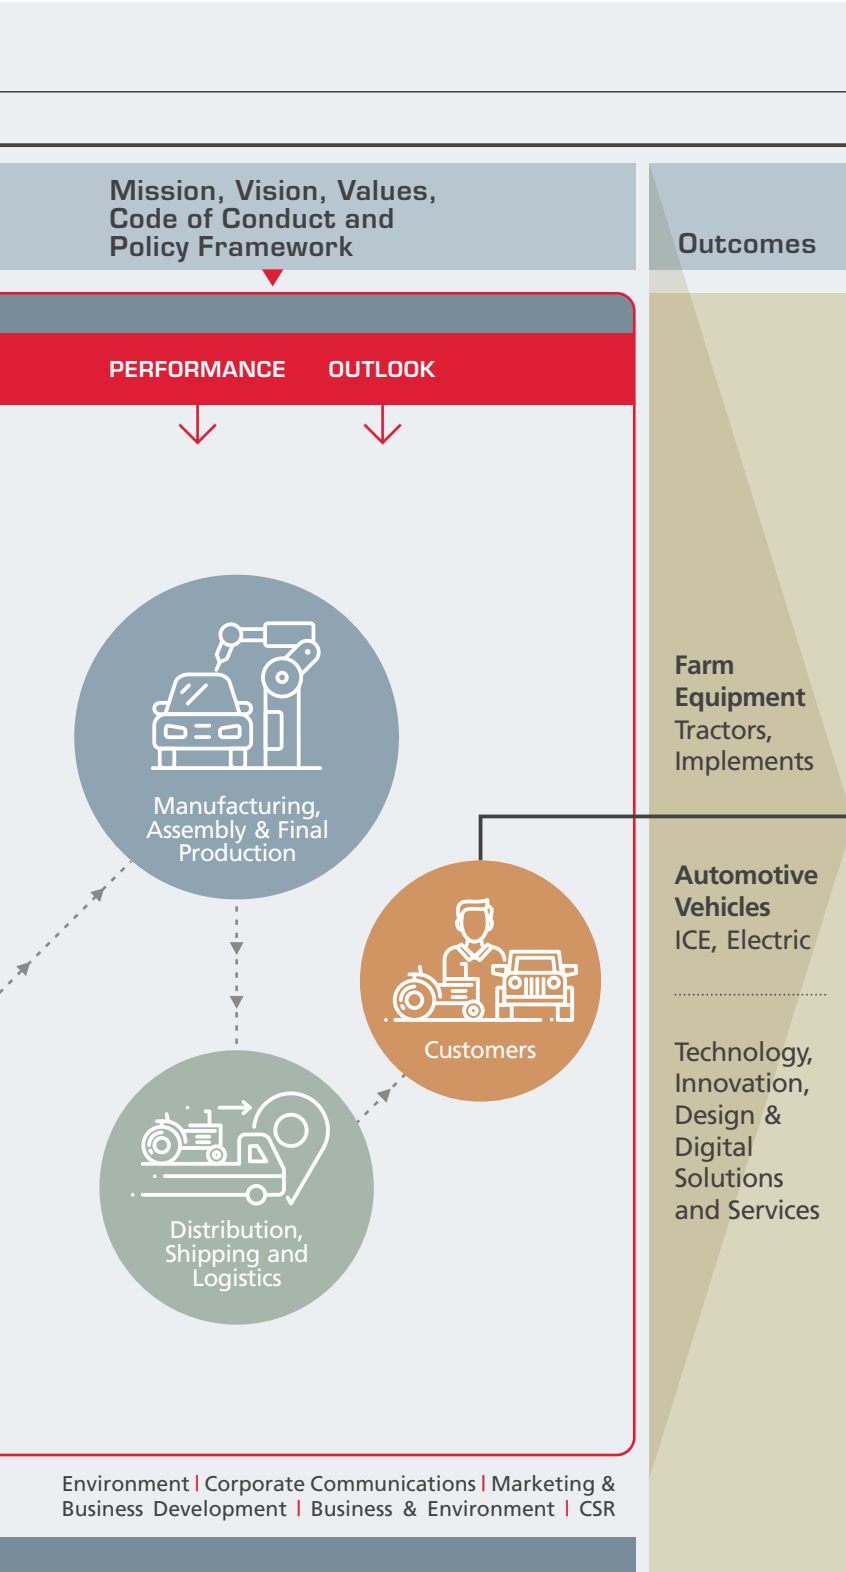 Mission, Vision, Values,
Code of Conduct and
Policy Framework
Outcomes
PERFORMANCE OUTLOOK
Manufacturing,
Assembly & Final
Production
Customers
Distribution,
Shipping and
Logistics
Farm
Equipment
Tractors,
Implements
Automotive
Vehicles
ICE, Electric
Technology,
Innovation,
Design &
Digital
Solutions
and Services
Environment | Corporate Communications | Marketing &
Business Development | Business & Environment | CSR